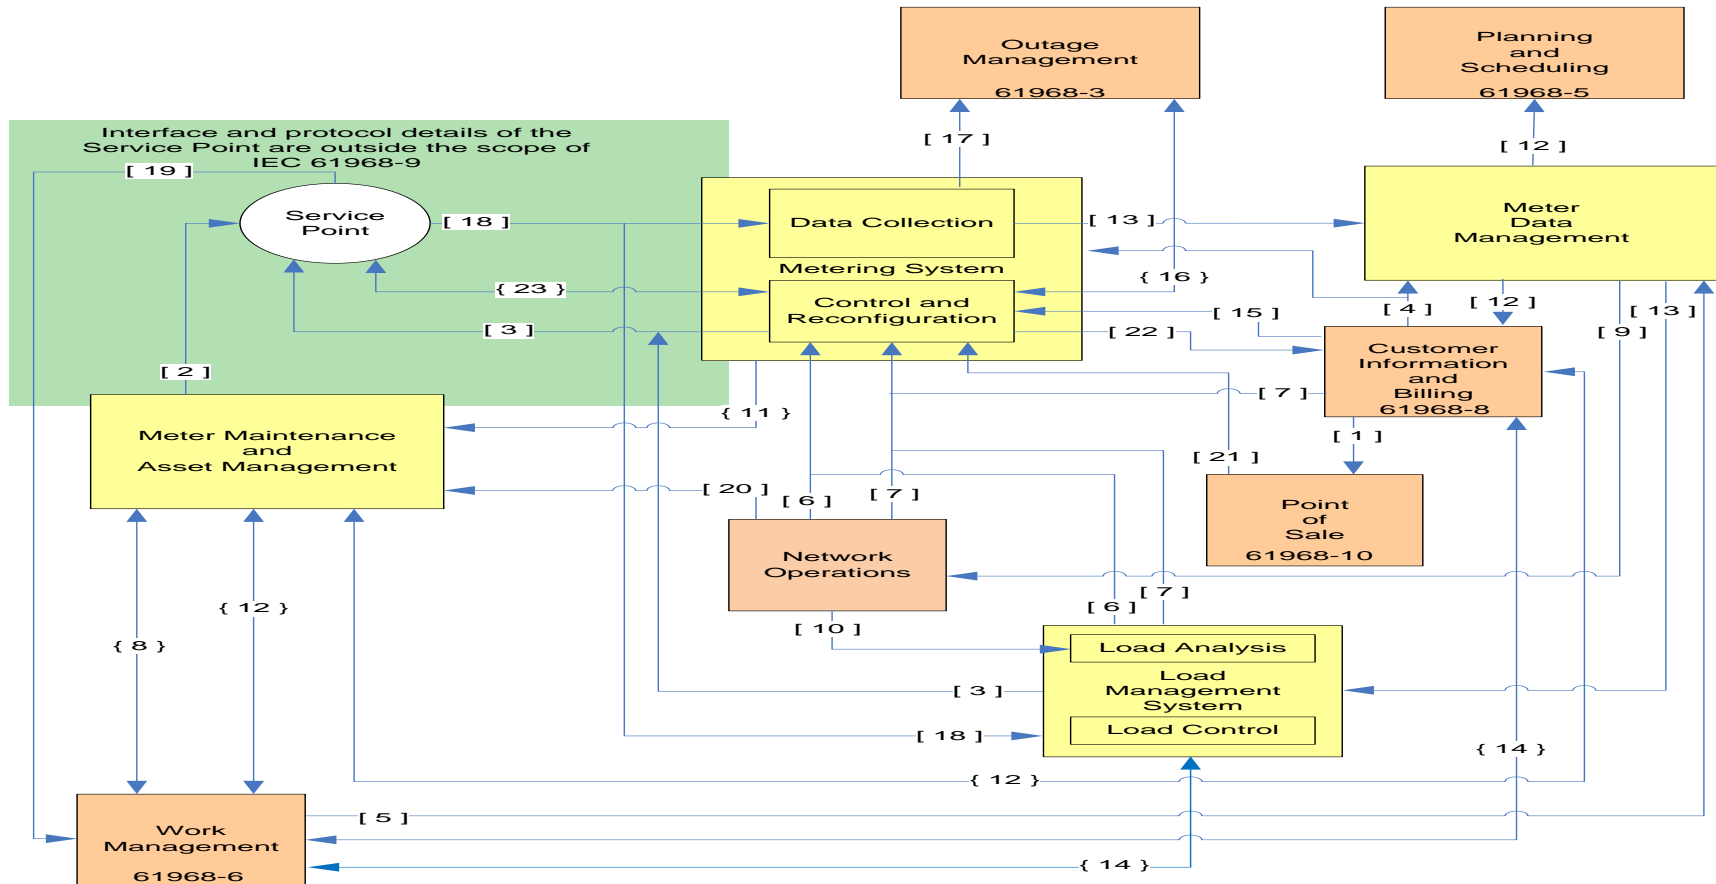 Outage
Management
61968-3
Planning
and
Scheduling
61968-5
Interface and protocol details of the
Service Point are outside the scope of
IEC 61968-9
[ 19 ]
[ 17 ]
[ 12 ]
Service
Point
[ 18 ]
Data Collection
[ 13 ]
Meter
Data
Management
Metering System
{ 16 }
{ 23 }
Control and
Reconfiguration
[ 3 ]
[ 15 ]
[ 22 ]
[ 4 ]
[ 12 ]
[ 9 ]
[ 13 ]
[ 2 ]
Customer
Information
and
Billing
61968-8
[ 7 ]
{ 11 }
Meter Maintenance
and
Asset Management
[ 1 ]
[ 21 ]
[ 20 ]
[ 6 ]
[ 7 ]
Point
of
Sale
61968-10
Network
Operations
[ 7 ]
[ 6 ]
{ 12 }
{ 8 }
[ 10 ]
Load Analysis
Load
Management
System
Load Control
[ 3 ]
[ 18 ]
{ 14 }
{ 12 }
[ 5 ]
Work
Management
61968-6
{ 14 }